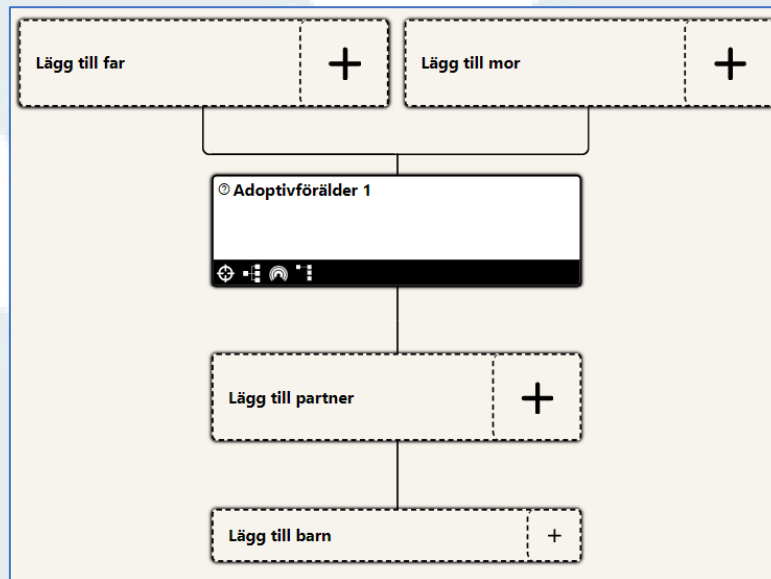 Lägg till far
Lägg till mor
Adoptivförälder 1
Lägg till partner
Lägg till barn